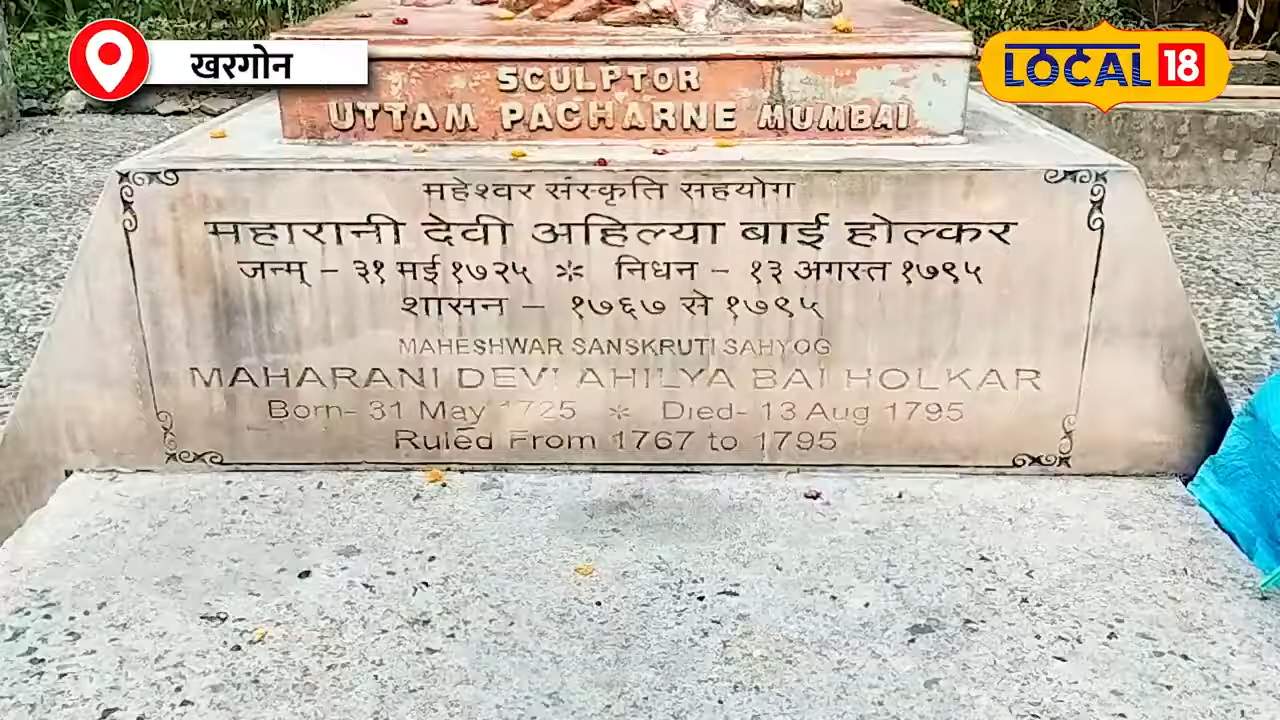 खरगोन
LOCAL 18
SCULPTOR
UTTAM PACHARNE MUMBAI
महेश्वर संस्कृति सहयोग
महारानी देवी अहिल्या बाई होल्कर
जन्म् – ३१ मई १७२५ * निधन – १३ अगस्त १७९५
शासन – १७६७ से १७९५
MAHESHWAR SANSKRUTI SAHYOG
MAHARANI DEVI AHILYA BAI HOLKAR
Born- 31 May 1725 * Died- 13 Aug 1795
Ruled From 1767 to 1795